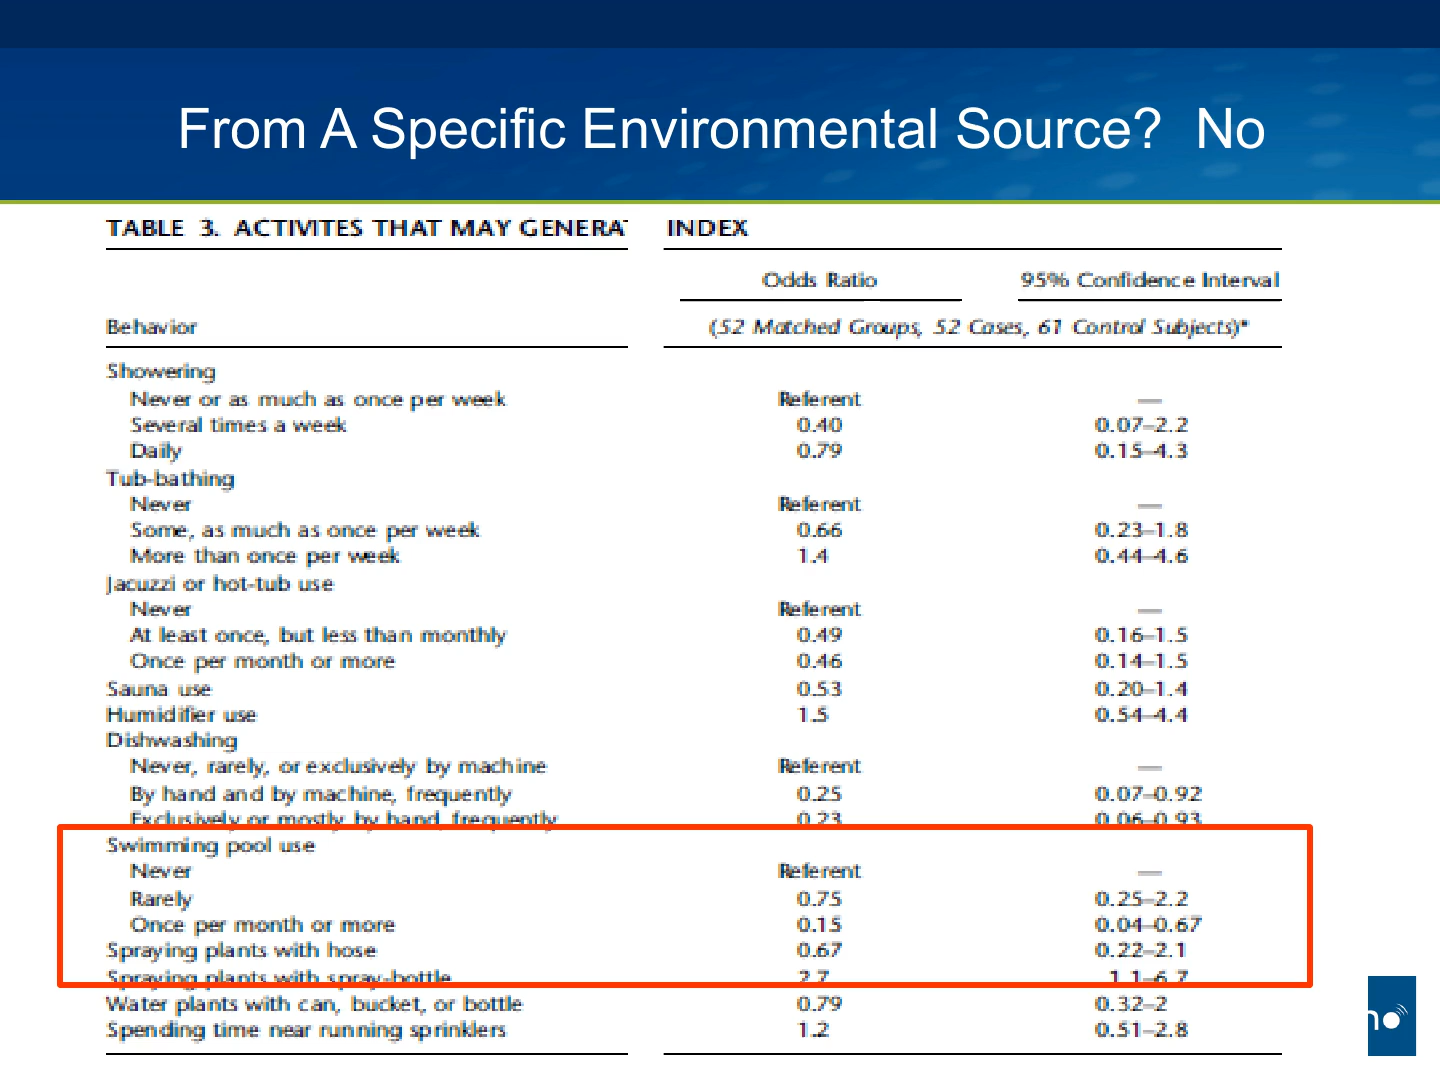 From A Specific Environmental Source?  No
TABLE 3. ACTIVITES THAT MAY GENERAT INDEX
Odds Ratio 95% Confidence Interval
Behavior (52 Matched Groups, 52 Cases, 61 Control Subjects)*
Showering
Never or as much as once per week Referent —
Several times a week 0.40 0.07–2.2
Daily 0.79 0.15–4.3
Tub-bathing
Never Referent —
Some, as much as once per week 0.66 0.23–1.8
More than once per week 1.4 0.44–4.6
Jacuzzi or hot-tub use
Never Referent —
At least once, but less than monthly 0.49 0.16–1.5
Once per month or more 0.46 0.14–1.5
Sauna use 0.53 0.20–1.4
Humidifier use 1.5 0.54–4.4
Dishwashing
Never, rarely, or exclusively by machine Referent —
By hand and by machine, frequently 0.25 0.07–0.92
Exclusively or mostly by hand, frequently 0.23 0.06–0.93
Swimming pool use
Never Referent —
Rarely 0.75 0.25–2.2
Once per month or more 0.15 0.04–0.67
Spraying plants with hose 0.67 0.22–2.1
Spraying plants with spray-bottle 2.7 1.1–6.7
Water plants with can, bucket, or bottle 0.79 0.32–2
Spending time near running sprinklers 1.2 0.51–2.8